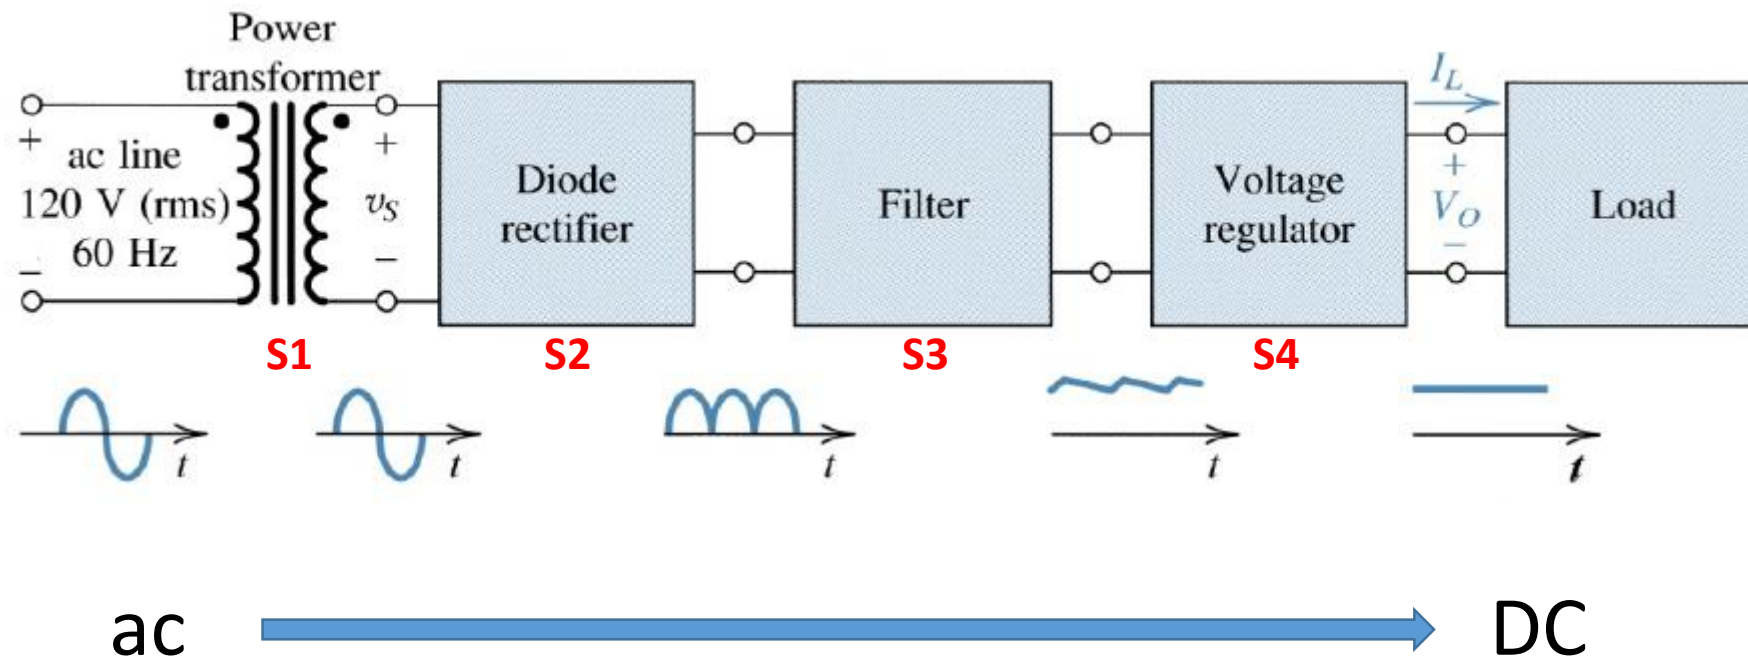 Power
transformer
+
ac line
120 V (rms)
60 Hz
−
+
vS
−
Diode
rectifier
Filter
Voltage
regulator
IL
+
VO
−
Load
S1
S2
S3
S4
t
t
t
t
t
ac
DC